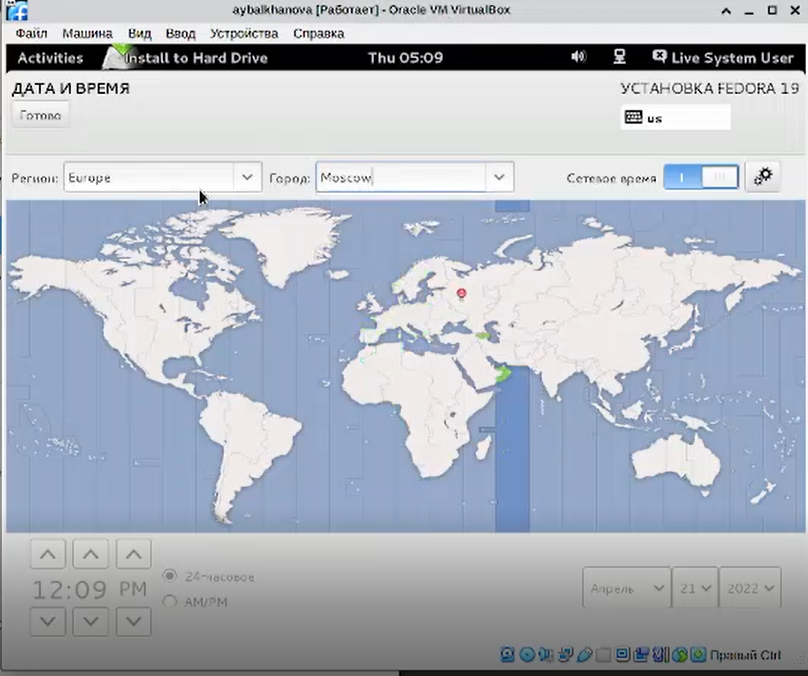 aybalkhanova [Работает] - Oracle VM VirtualBox
Файл Машина Вид Ввод Устройства Справка
Activities Install to Hard Drive Thu 05:09 Live System User
ДАТА И ВРЕМЯ УСТАНОВКА FEDORA 19
Готово us
Регион: Europe Город: Moscow Сетевое время
12:09 PM
24-часовое
AM/PM
Апрель 21 2022
Правый Ctrl